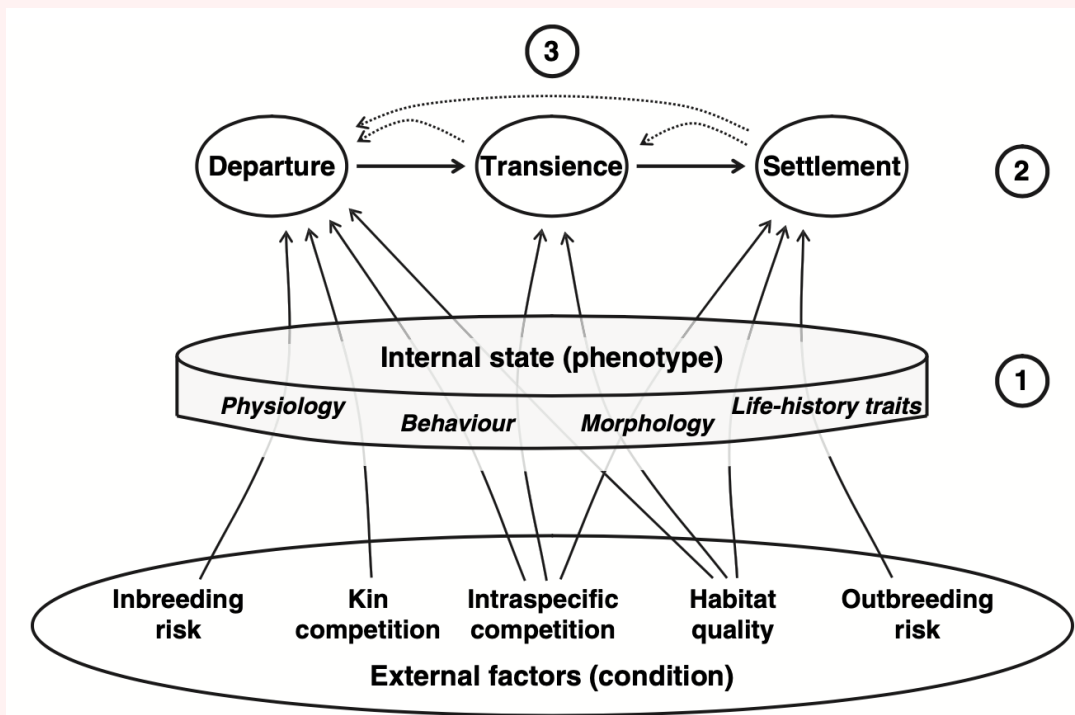 3
Departure
Transience
Settlement
2
Internal state (phenotype)
1
Physiology
Behaviour
Morphology
Life-history traits
Inbreeding
risk
Kin
competition
Intraspecific
competition
Habitat
quality
Outbreeding
risk
External factors (condition)